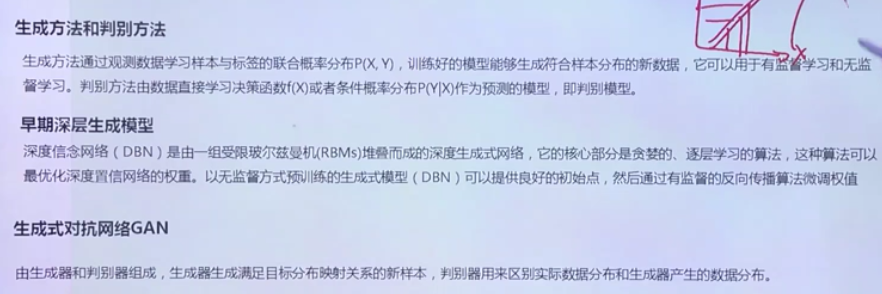 生成方法和判别方法
生成方法通过观测数据学习样本与标签的联合概率分布P(X, Y)，训练好的模型能够生成符合样本分布的新数据，它可以用于有监督学习和无监
督学习。判别方法由数据直接学习决策函数f(X)或者条件概率分布P(Y|X)作为预测的模型，即判别模型。
早期深层生成模型
深度信念网络（DBN）是由一组受限玻尔兹曼机(RBMs)堆叠而成的深度生成式网络，它的核心部分是贪婪的、逐层学习的算法，这种算法可以
最优化深度置信网络的权重。以无监督方式预训练的生成式模型（DBN）可以提供良好的初始点，然后通过有监督的反向传播算法微调权值
生成式对抗网络GAN
由生成器和判别器组成，生成器生成满足目标分布映射关系的新样本，判别器用来区别实际数据分布和生成器产生的数据分布。